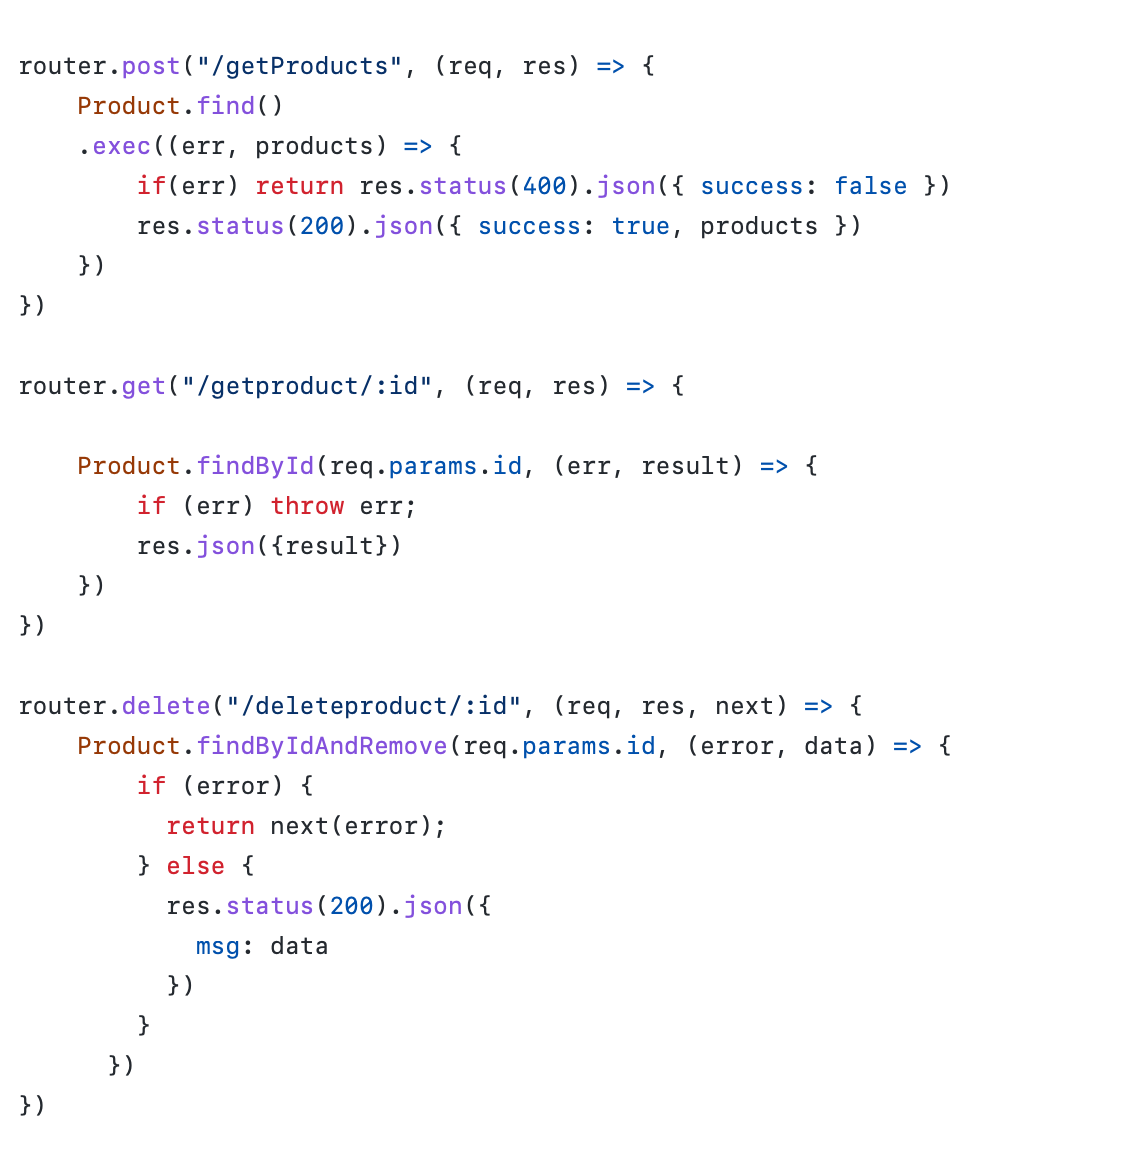 router.post("/getProducts", (req, res) => {
    Product.find()
    .exec((err, products) => {
        if(err) return res.status(400).json({ success: false })
        res.status(200).json({ success: true, products })
    })
})

router.get("/getproduct/:id", (req, res) => {

    Product.findById(req.params.id, (err, result) => {
        if (err) throw err;
        res.json({result})
    })
})

router.delete("/deleteproduct/:id", (req, res, next) => {
    Product.findByIdAndRemove(req.params.id, (error, data) => {
        if (error) {
          return next(error);
        } else {
          res.status(200).json({
            msg: data
          })
        }
      })
})